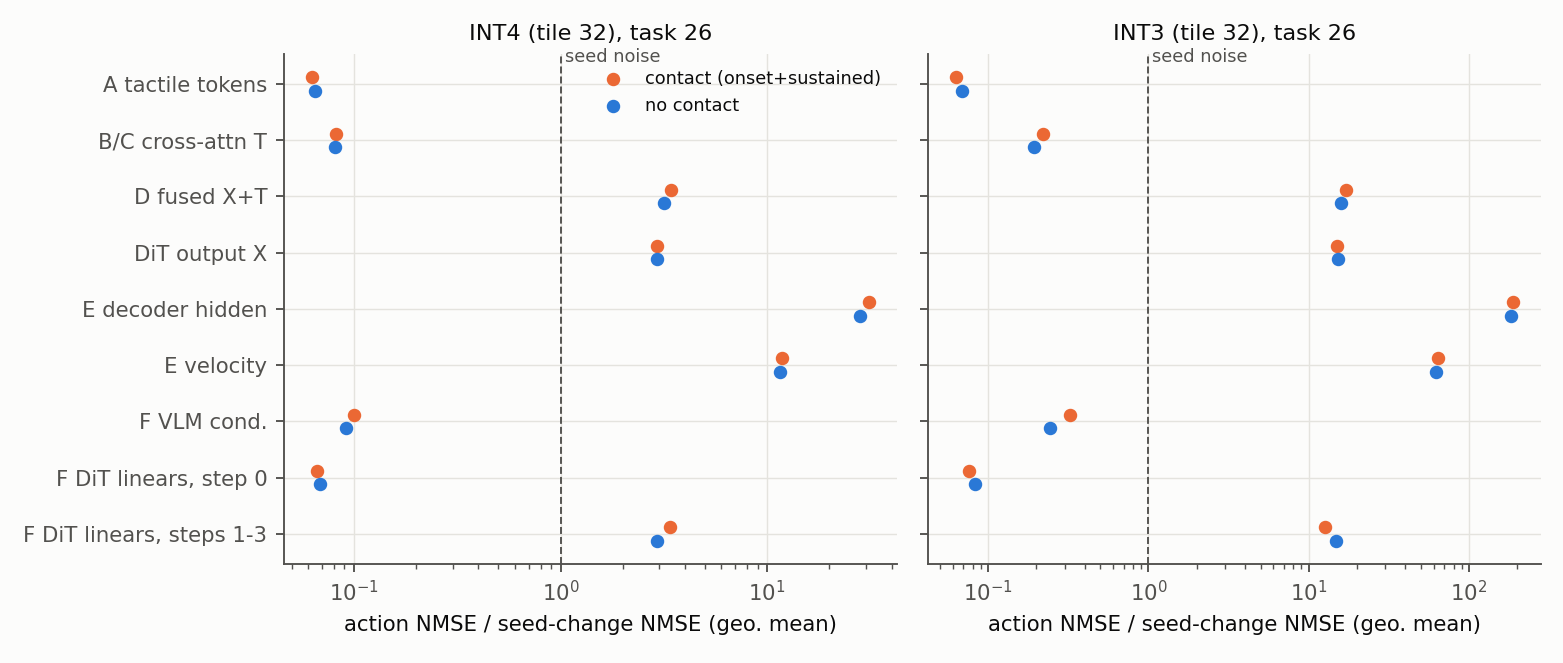 INT4 (tile 32), task 26
INT3 (tile 32), task 26
seed noise
seed noise
contact (onset+sustained)
no contact
A tactile tokens
B/C cross-attn T
D fused X+T
DiT output X
E decoder hidden
E velocity
F VLM cond.
F DiT linears, step 0
F DiT linears, steps 1-3
10⁻¹ 10⁰ 10¹
10⁻¹ 10⁰ 10¹ 10²
action NMSE / seed-change NMSE (geo. mean)
action NMSE / seed-change NMSE (geo. mean)